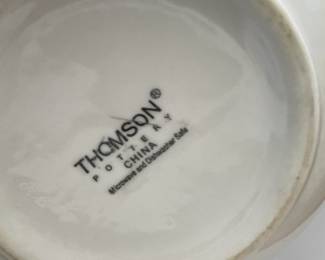 THOMSON®
POTTERY
CHINA
Microwave and Dishwasher Safe